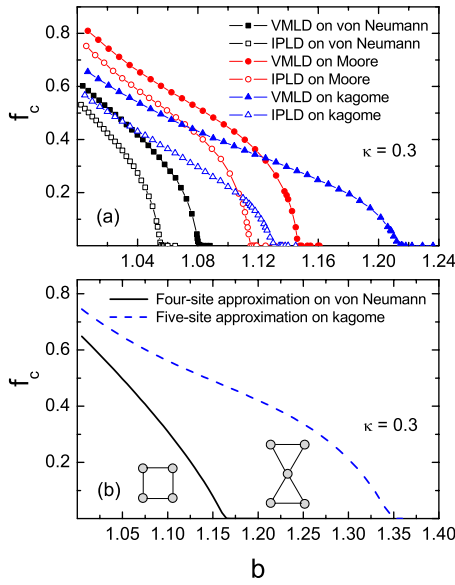 0.8
0.6
0.4
0.2
f_c
VMLD on von Neumann
IPLD on von Neumann
VMLD on Moore
IPLD on Moore
VMLD on kagome
IPLD on kagome
κ = 0.3
(a)
1.04 1.08 1.12 1.16 1.20 1.24
0.8
0.6
0.4
0.2
f_c
Four-site approximation on von Neumann
Five-site approximation on kagome
κ = 0.3
(b)
1.05 1.10 1.15 1.20 1.25 1.30 1.35 1.40
b